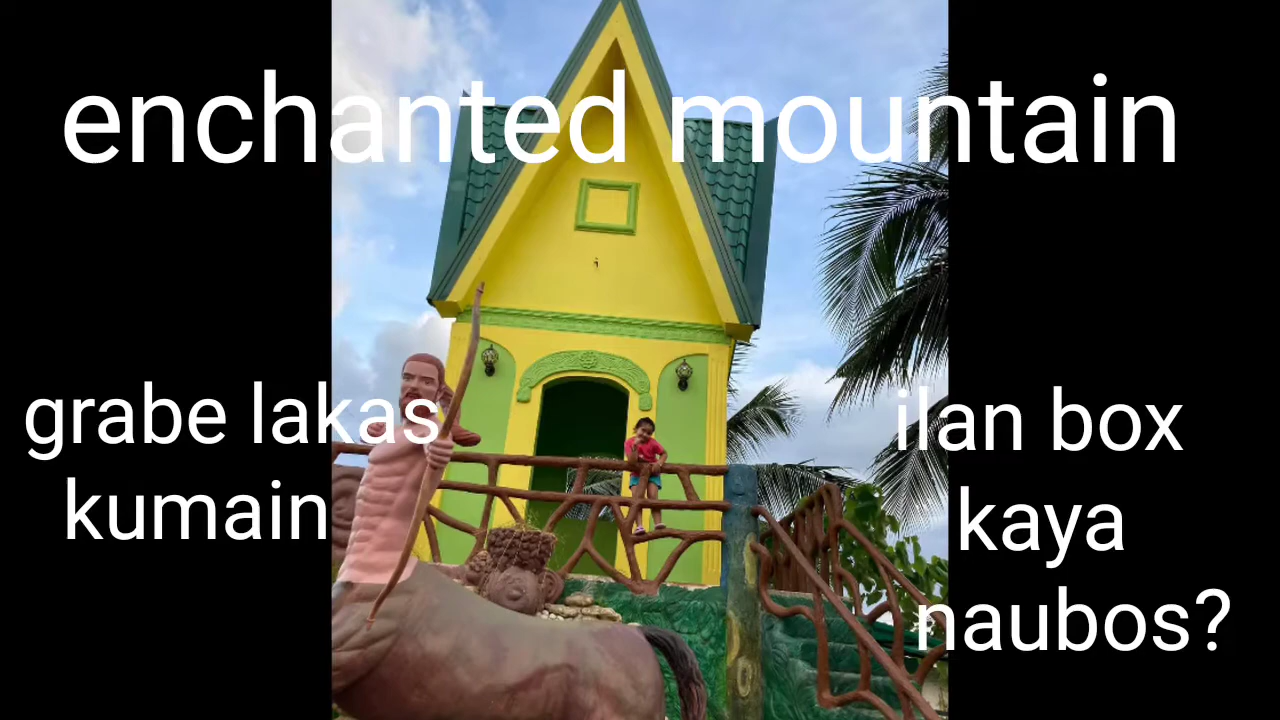 enchanted mountain
grabe lakas
kumain
ilan box
kaya
naubos?